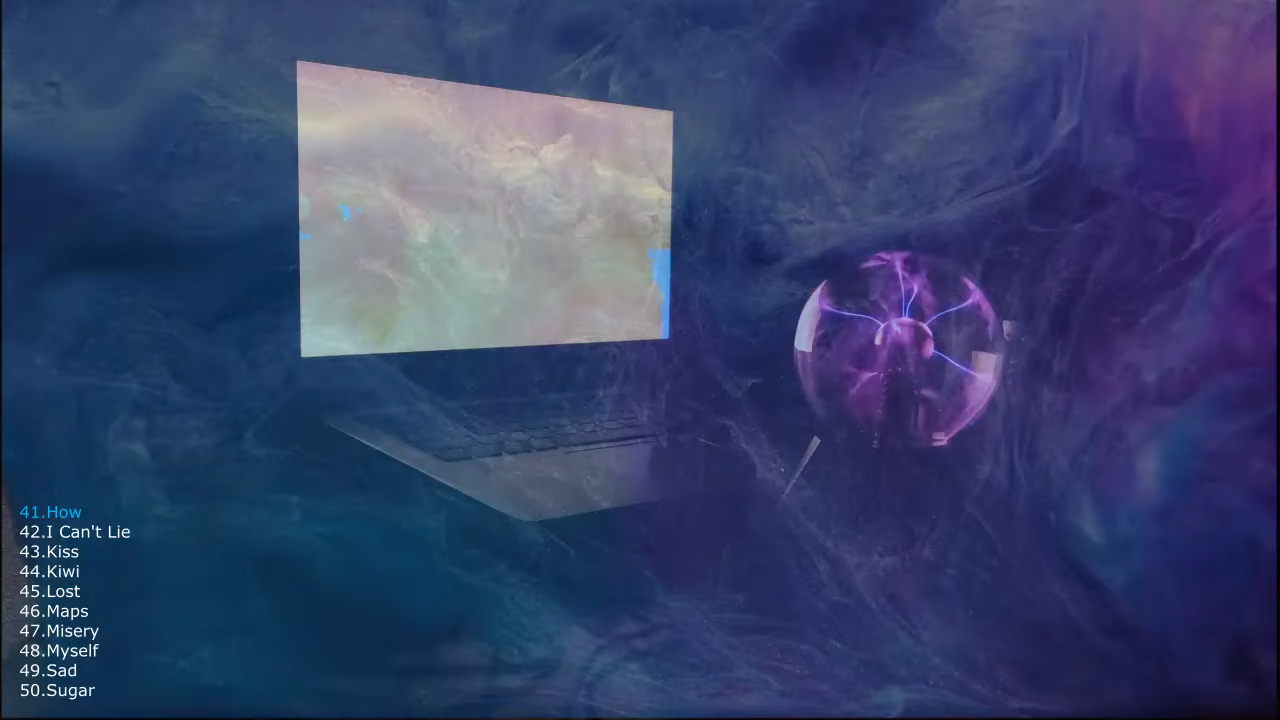 41.How
42.I Can't Lie
43.Kiss
44.Kiwi
45.Lost
46.Maps
47.Misery
48.Myself
49.Sad
50.Sugar